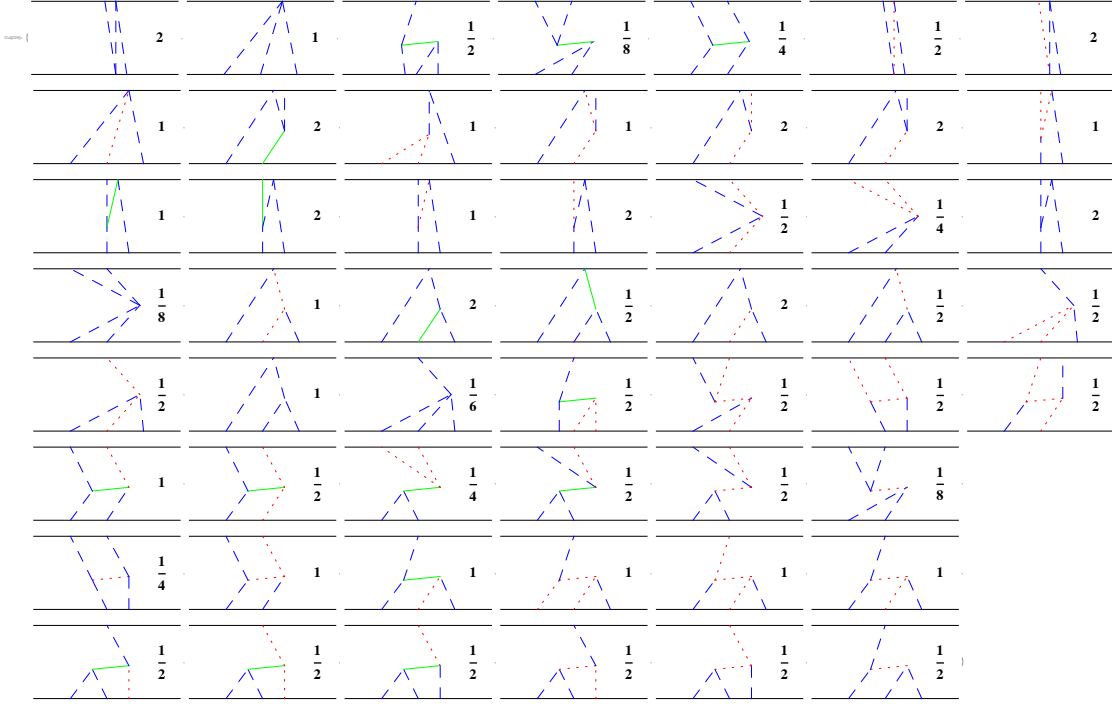 2 1 1/2 1/8 1/4 1/2 2
1 2 1 1 2 2 1
1 2 1 2 1/2 1/4 2
1/8 1 2 1/2 2 1/2 1/2
1/2 1 1/6 1/2 1/2 1/2 1/2
1 1/2 1/4 1/2 1/2 1/8
1/4 1 1 1 1 1
1/2 1/2 1/2 1/2 1/2 1/2